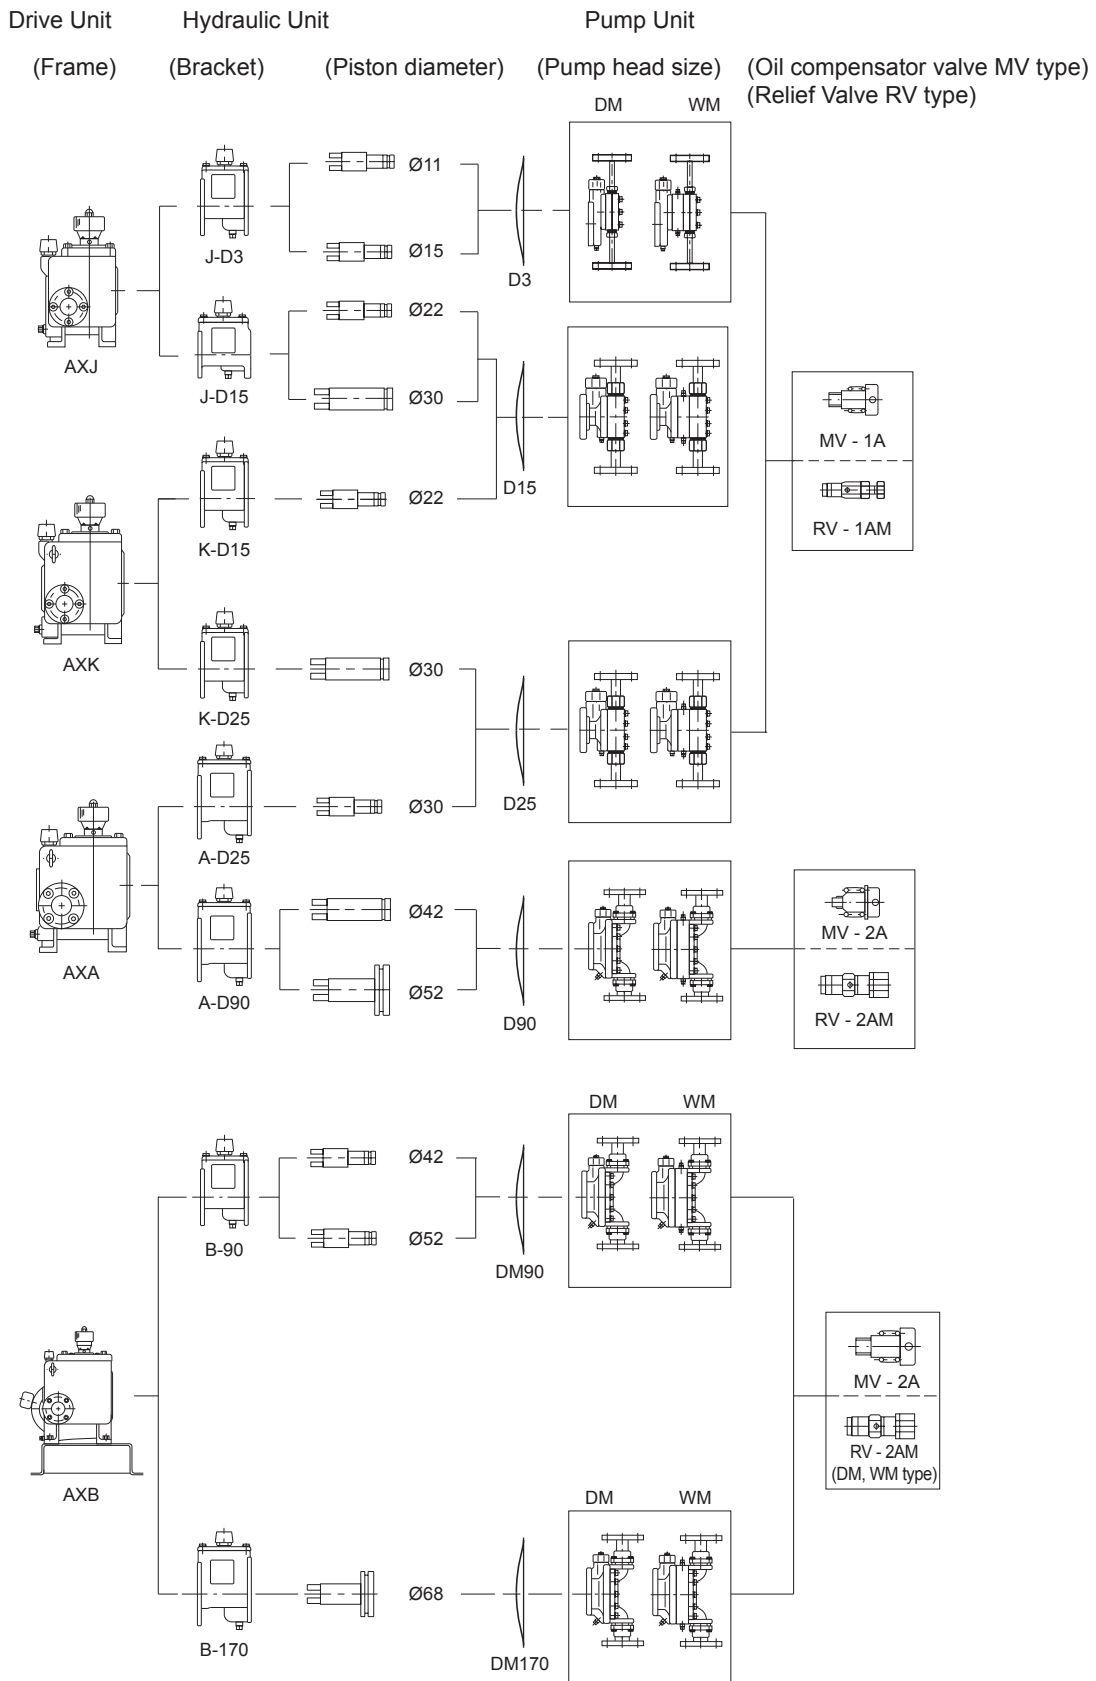 Drive Unit Hydraulic Unit Pump Unit
(Frame) (Bracket) (Piston diameter) (Pump head size) (Oil compensator valve MV type)
(Relief Valve RV type)
DM WM
Ø11
J-D3
Ø15
D3
AXJ
Ø22
J-D15
Ø30
D15
MV - 1A
RV - 1AM
K-D15
Ø22
AXK
K-D25
Ø30
D25
A-D25
Ø30
AXA
A-D90
Ø42
Ø52
D90
MV - 2A
RV - 2AM
DM WM
Ø42
B-90
Ø52
DM90
AXB
MV - 2A
RV - 2AM
(DM, WM type)
DM WM
B-170
Ø68
DM170